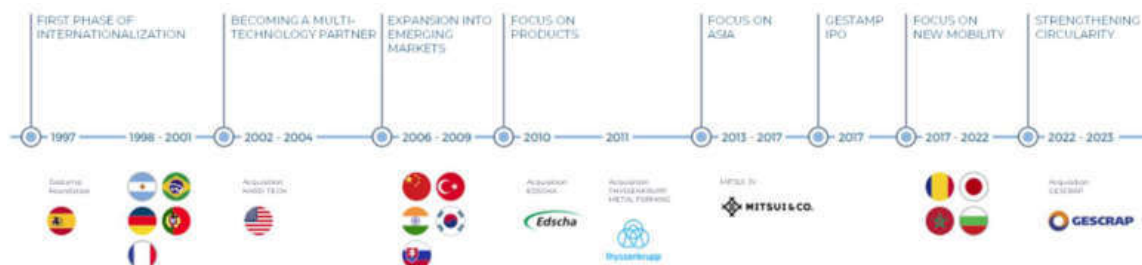 FIRST PHASE OF
INTERNATIONALIZATION
BECOMING A MULTI-
TECHNOLOGY PARTNER
EXPANSION INTO
EMERGING
MARKETS
FOCUS ON
PRODUCTS
FOCUS ON
ASIA
GESTAMP
IPO
FOCUS ON
NEW MOBILITY
STRENGTHENING
CIRCULARITY
1997
1998 - 2001
2002 - 2004
2006 - 2009
2010
2011
2013 - 2017
2017
2017 - 2022
2022 - 2023
Acquisition
HARDTECH
Acquisition
EDSCHA
Edscha
Acquisition
THYSSENKRUPP
METAL FORMING
thyssenkrupp
MITSUI
MITSUI & CO.
Acquisition
GESCRAP
GESCRAP